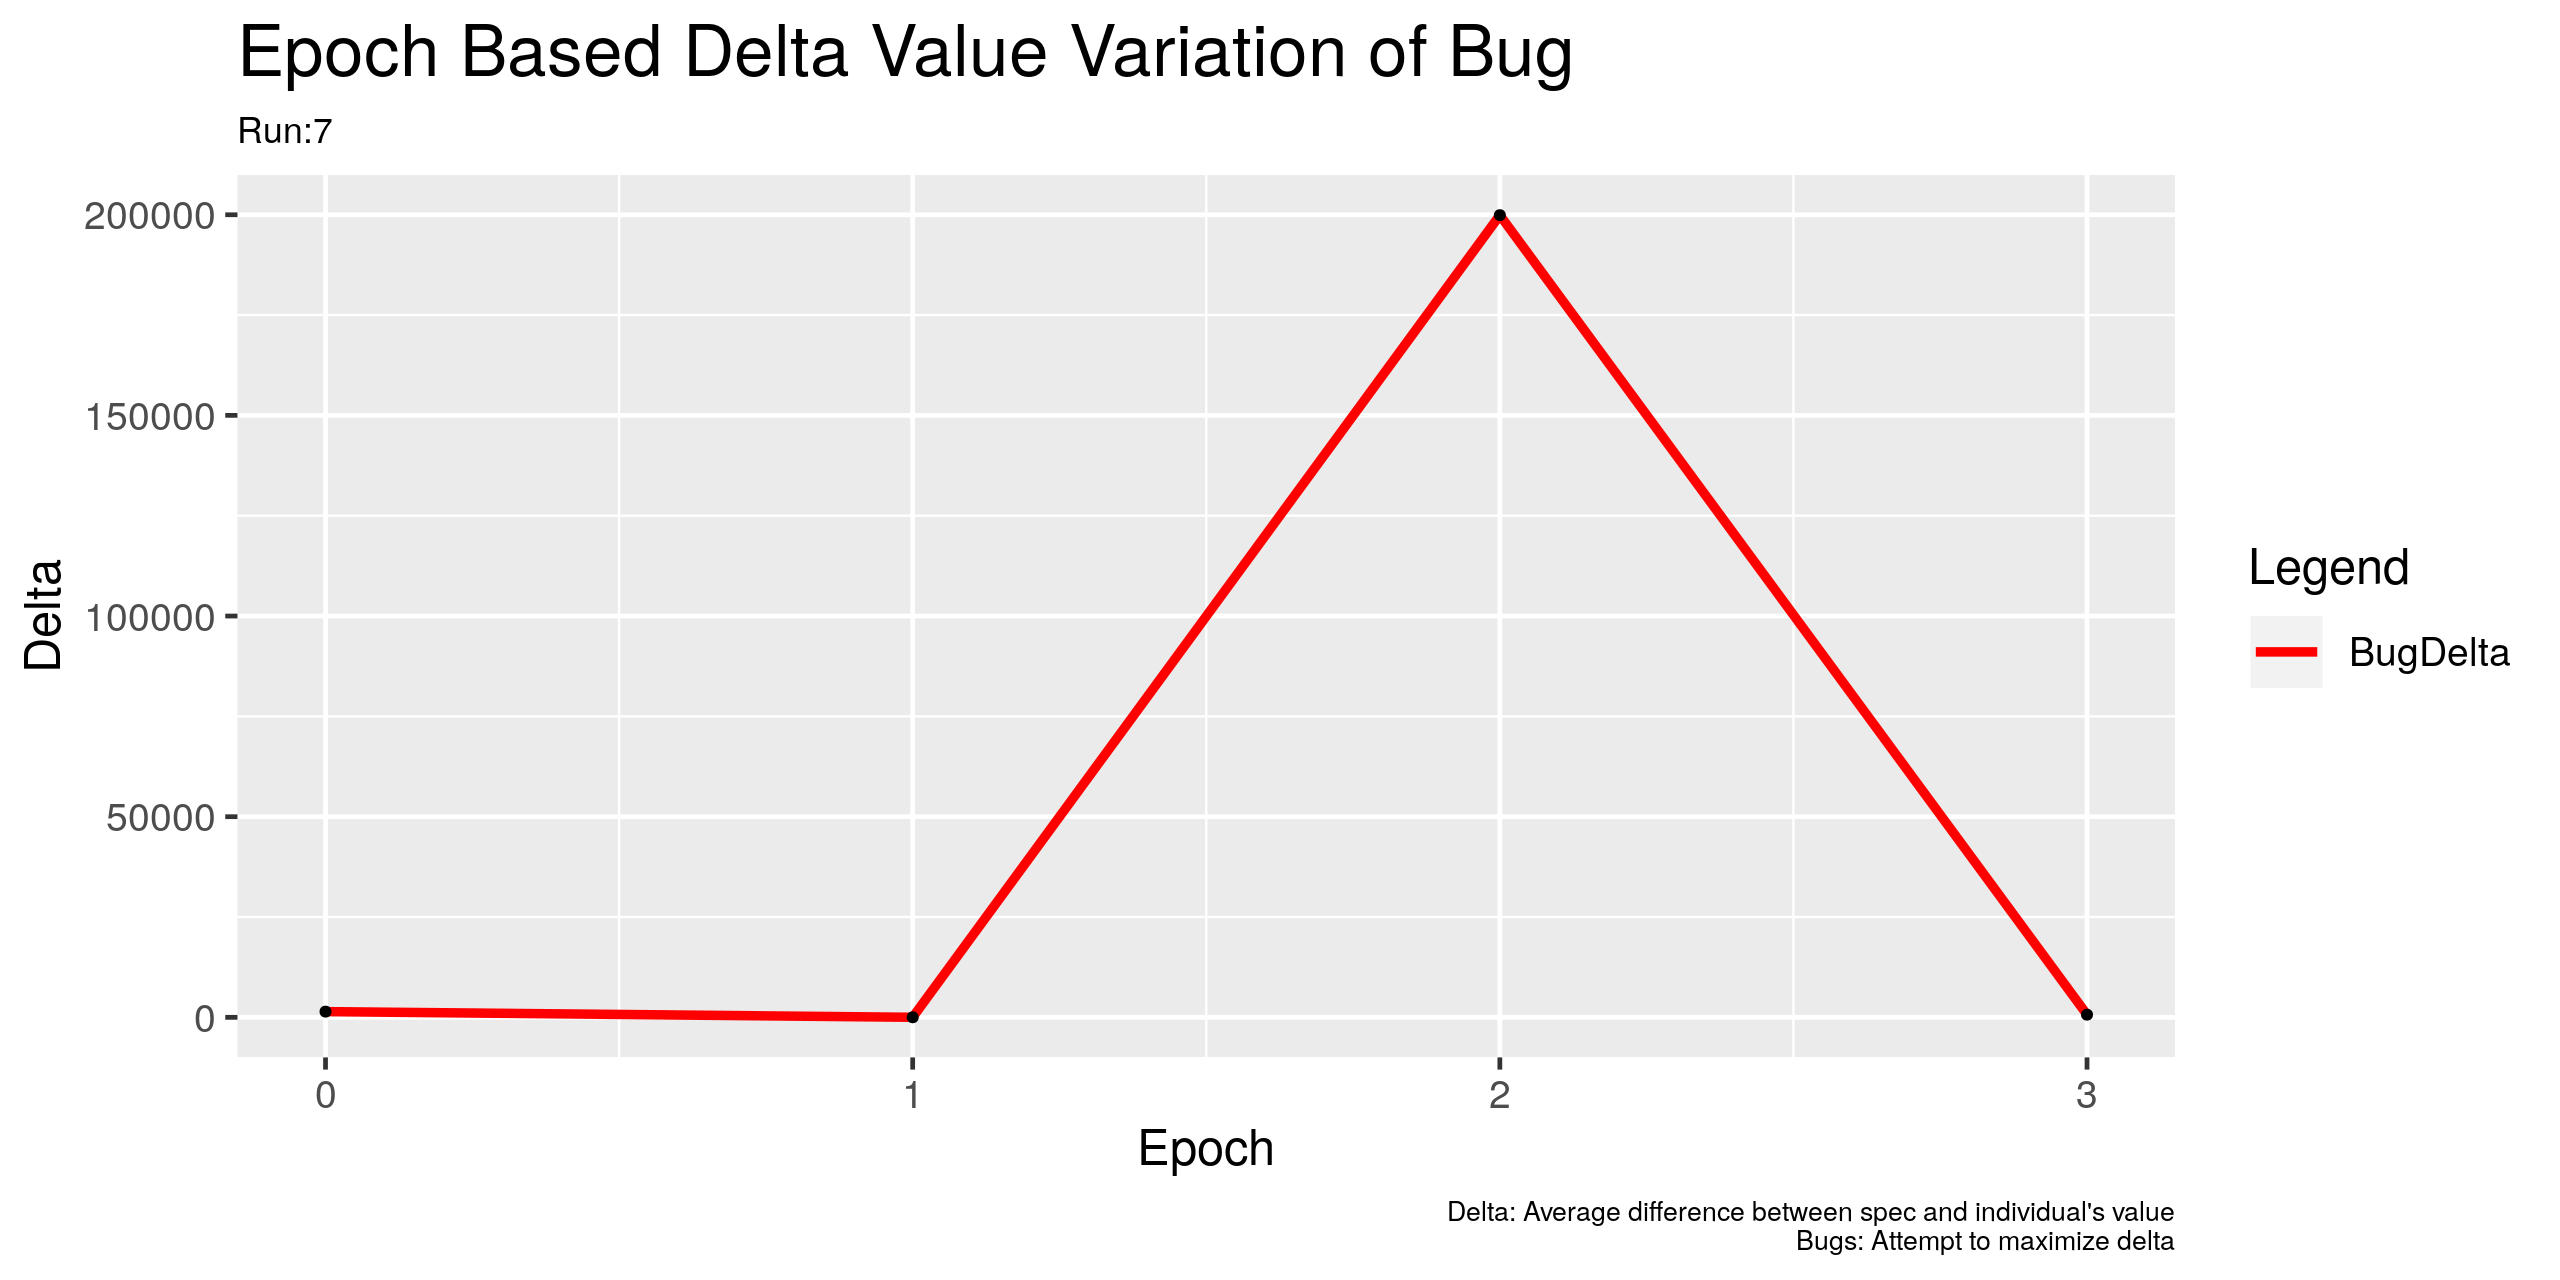 Epoch Based Delta Value Variation of Bug
Run:7
200000
150000
100000
50000
0
Delta
0 1 2 3
Epoch
Legend
BugDelta
Delta: Average difference between spec and individual's value
Bugs: Attempt to maximize delta